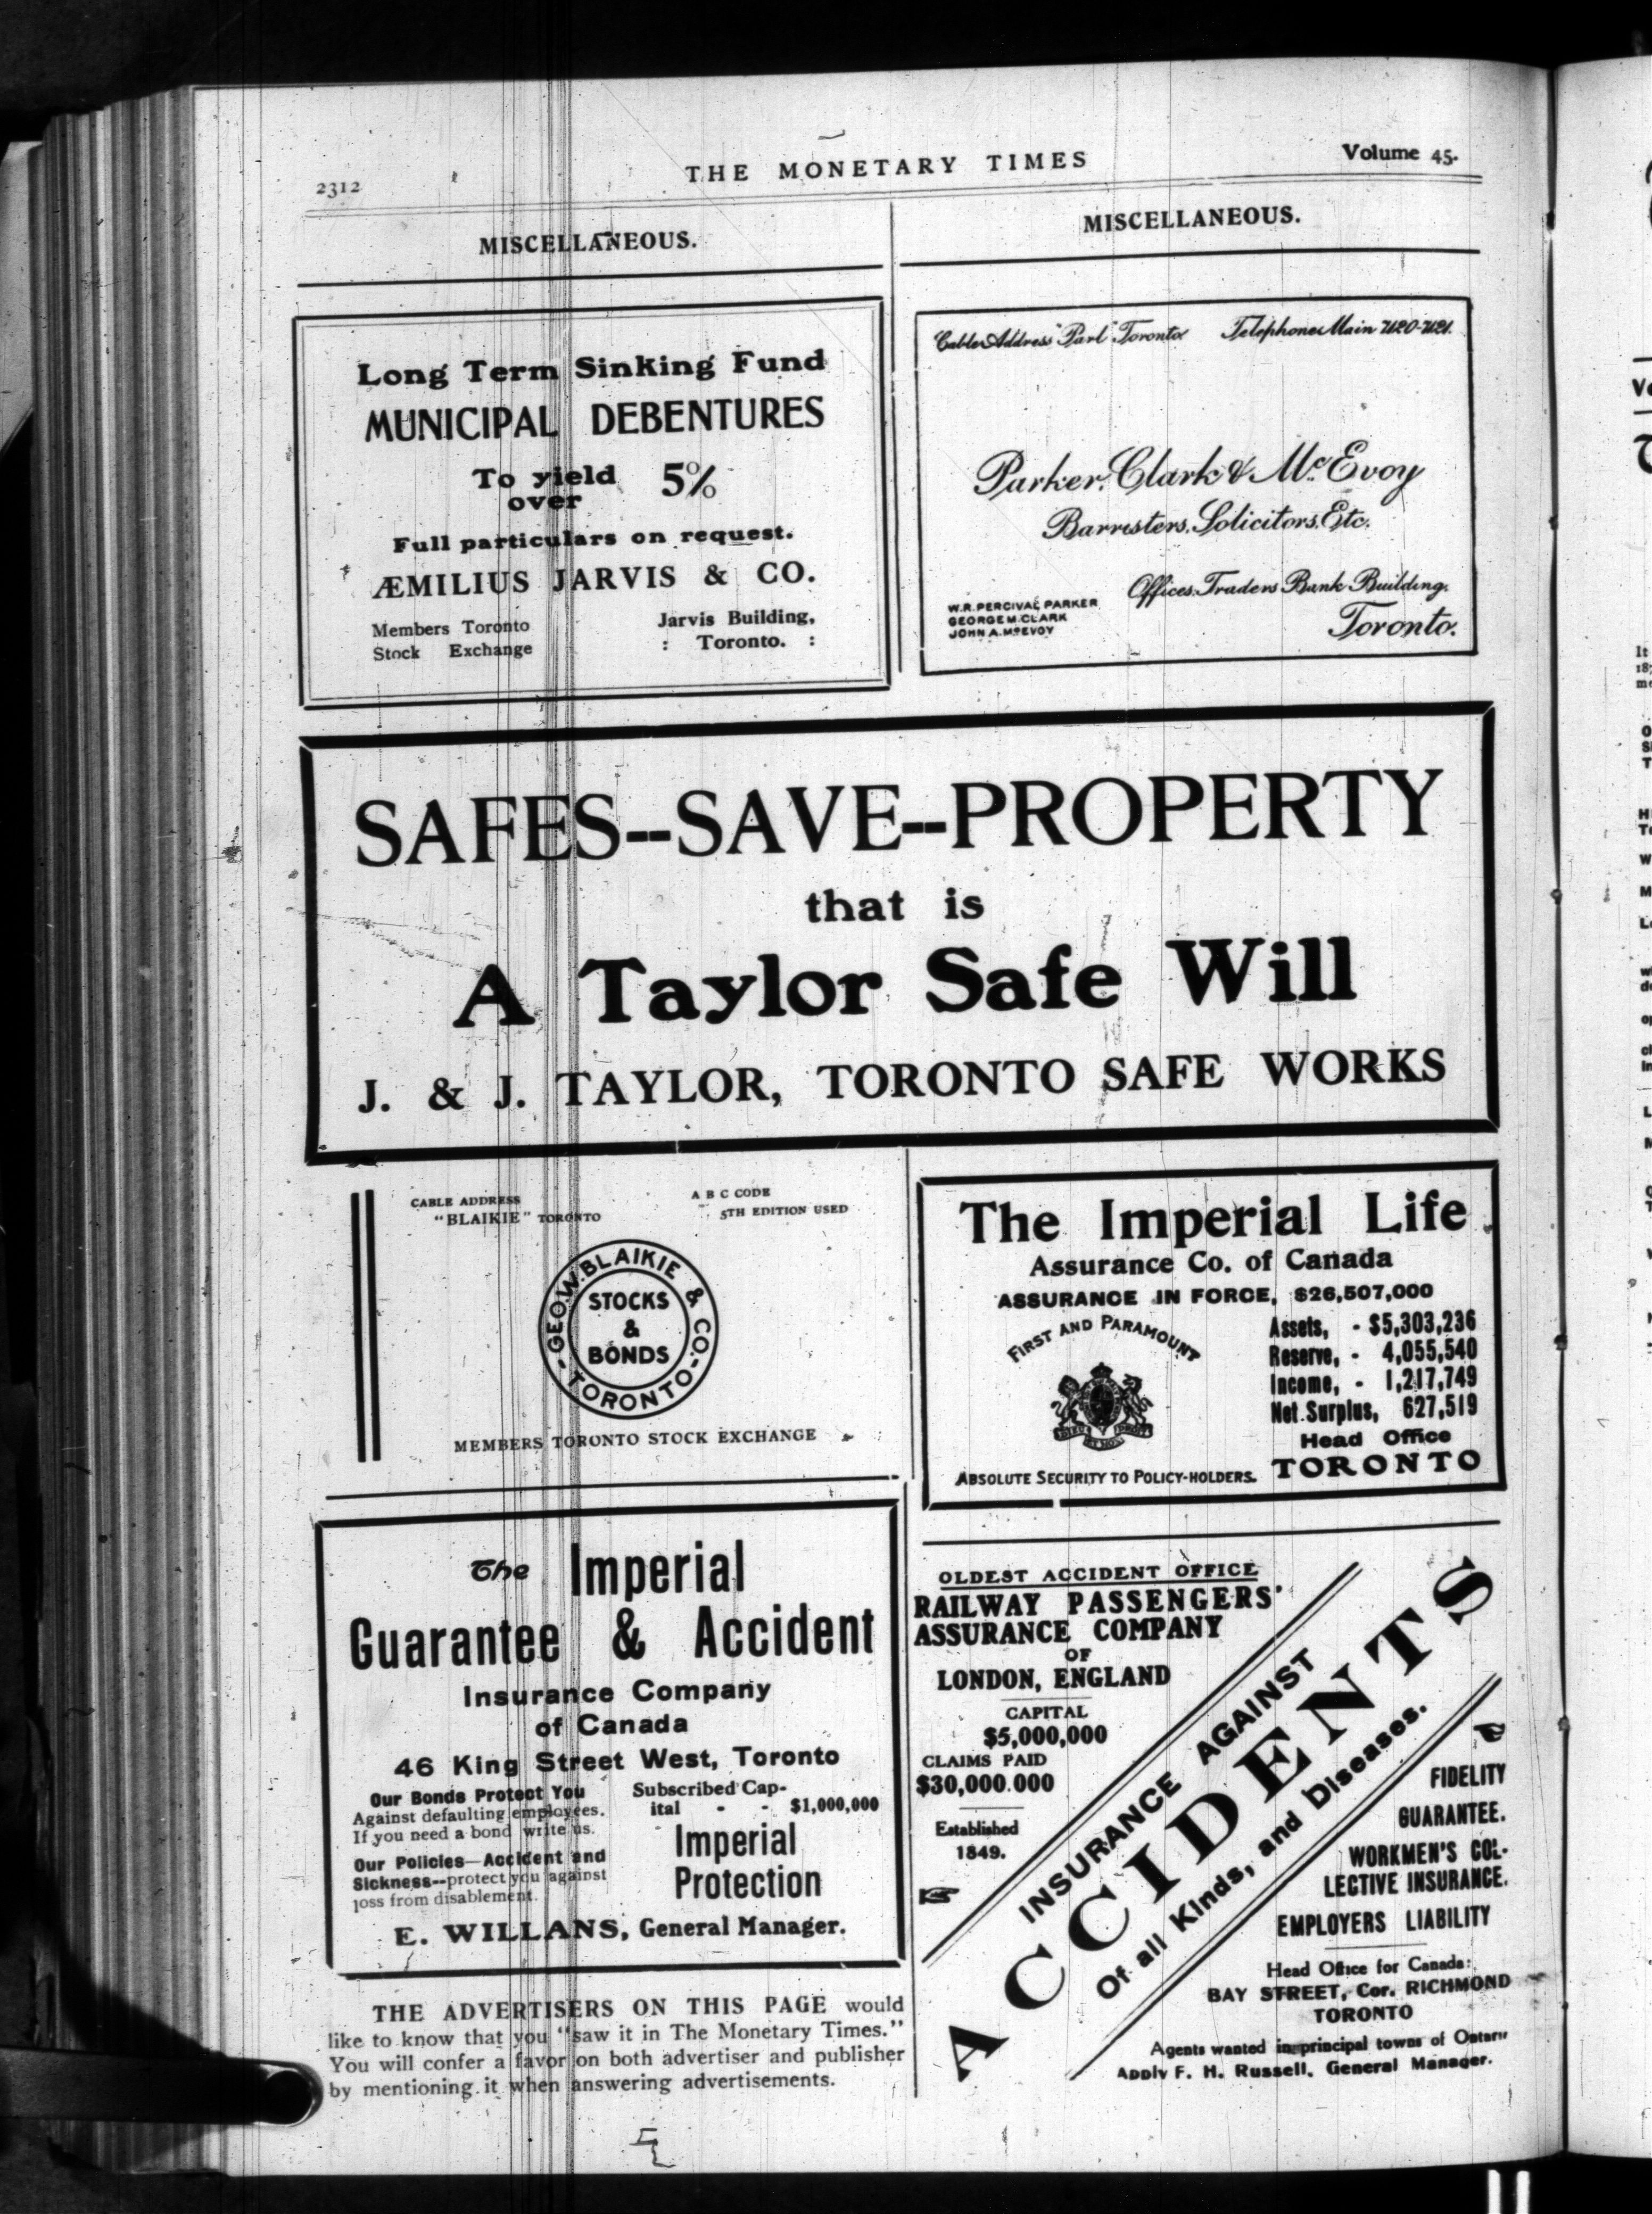 2312
THE MONETARY TIMES
Volume 45.
MISCELLANEOUS.
Long Term Sinking Fund
MUNICIPAL DEBENTURES
To yield over 5%
Full particulars on request.
ÆMILIUS JARVIS & CO.
Members Toronto
Stock Exchange
Jarvis Building,
: Toronto. :
MISCELLANEOUS.
Cable Address "Parl" Toronto
Telephones Main 7120-7121.
Parker, Clark & McEvoy
Barristers, Solicitors, Etc.
Offices: Traders Bank Building,
Toronto.
W.R. PERCIVAL PARKER
GEORGE M. CLARK
JOHN A. McEVOY
SAFES--SAVE--PROPERTY
that is
A Taylor Safe Will
J. & J. TAYLOR, TORONTO SAFE WORKS
CABLE ADDRESS
"BLAIKIE" TORONTO
A B C CODE
5TH EDITION USED
GEO.W. BLAIKIE & CO.
STOCKS
&
BONDS
-TORONTO-
MEMBERS TORONTO STOCK EXCHANGE
The Imperial Life
Assurance Co. of Canada
ASSURANCE IN FORCE, $26,507,000
FIRST AND PARAMOUNT
Assets, - $5,303,236
Reserve, - 4,055,540
Income, - 1,217,749
Net Surplus, 627,519
Head Office
TORONTO
ABSOLUTE SECURITY TO POLICY-HOLDERS.
The Imperial
Guarantee & Accident
Insurance Company
of Canada
46 King Street West, Toronto
Our Bonds Protect You
Against defaulting employees.
If you need a bond write us.
Our Policies—Accident and
Sickness--protect you against
loss from disablement.
Subscribed Cap-
ital - - $1,000,000
Imperial
Protection
E. WILLANS, General Manager.
THE ADVERTISERS ON THIS PAGE would
like to know that you "saw it in The Monetary Times."
You will confer a favor on both advertiser and publisher
by mentioning it when answering advertisements.
OLDEST ACCIDENT OFFICE
RAILWAY PASSENGERS'
ASSURANCE COMPANY
OF
LONDON, ENGLAND
CAPITAL
$5,000,000
CLAIMS PAID
$30,000.000
Established
1849.
INSURANCE AGAINST
ACCIDENTS
Of all Kinds, and Diseases.
FIDELITY
GUARANTEE.
WORKMEN'S COL-
LECTIVE INSURANCE.
EMPLOYERS LIABILITY
Head Office for Canada:
BAY STREET, Cor. RICHMOND
TORONTO
Agents wanted in principal towns of Ontario
Apply F. H. Russell, General Manager.